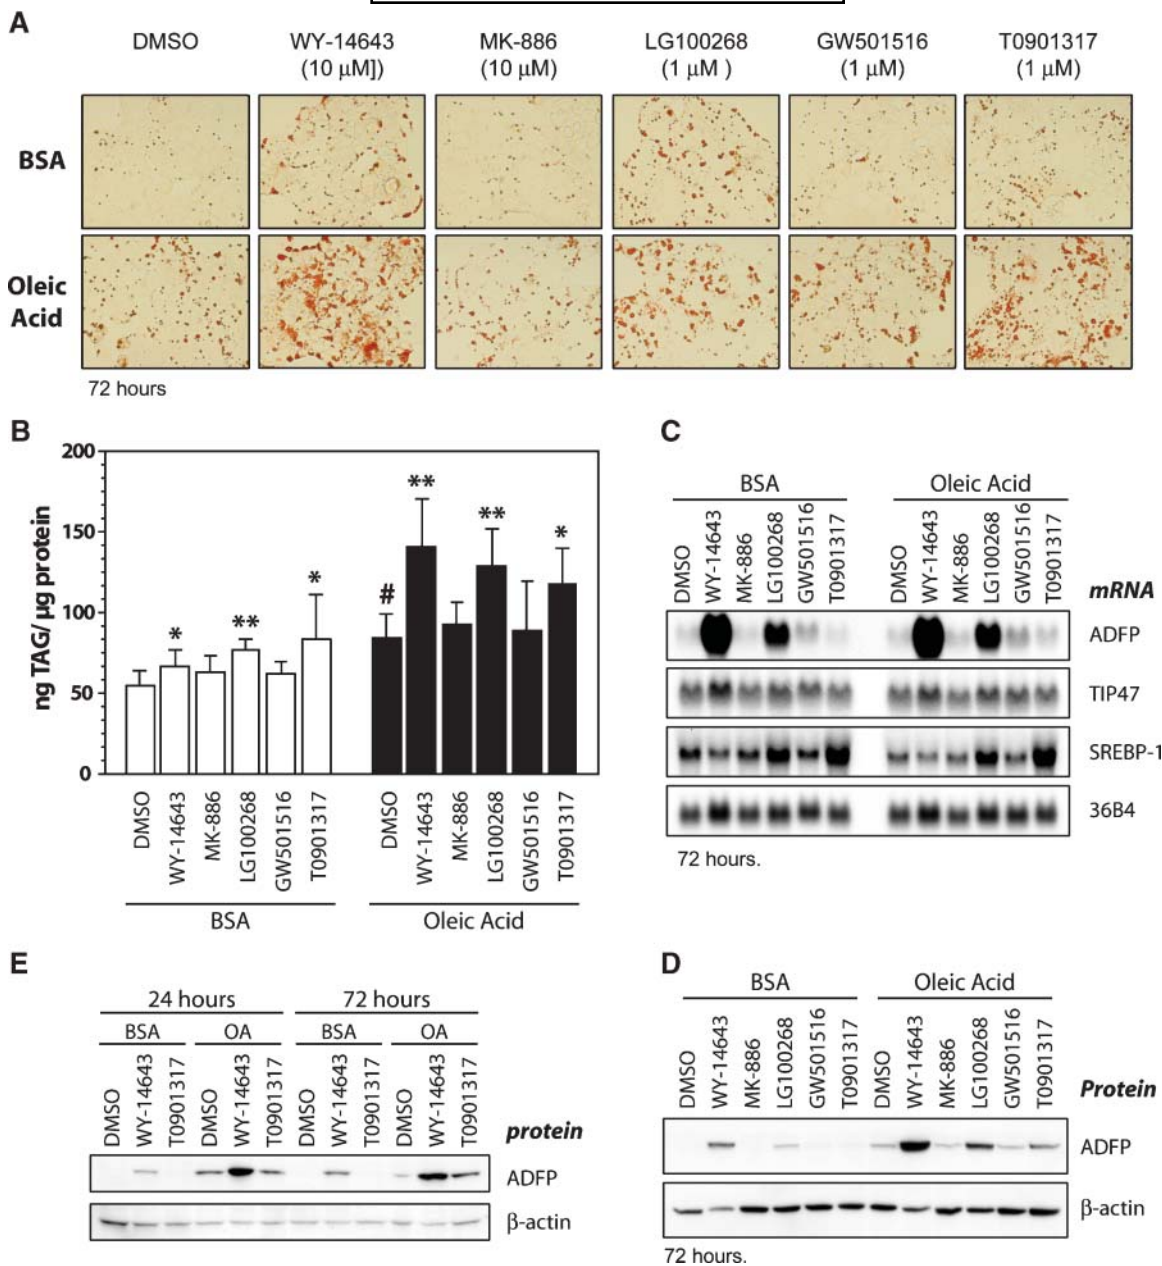 A
DMSO WY-14643 MK-886 LG100268 GW501516 T0901317
(10 μM]) (10 μM) (1 μM ) (1 μM) (1 μM)
BSA
Oleic
Acid
72 hours
B
ng TAG/ μg protein
200
150
100
50
0
* ** * # ** ** *
DMSO WY-14643 MK-886 LG100268 GW501516 T0901317 DMSO WY-14643 MK-886 LG100268 GW501516 T0901317
BSA Oleic Acid
C
BSA Oleic Acid
DMSO WY-14643 MK-886 LG100268 GW501516 T0901317 DMSO WY-14643 MK-886 LG100268 GW501516 T0901317
mRNA
ADFP
TIP47
SREBP-1
36B4
72 hours.
E
24 hours 72 hours
BSA OA BSA OA
DMSO WY-14643 T0901317 DMSO WY-14643 T0901317 DMSO WY-14643 T0901317 DMSO WY-14643 T0901317
protein
ADFP
β-actin
D
BSA Oleic Acid
DMSO WY-14643 MK-886 LG100268 GW501516 T0901317 DMSO WY-14643 MK-886 LG100268 GW501516 T0901317
Protein
ADFP
β-actin
72 hours.